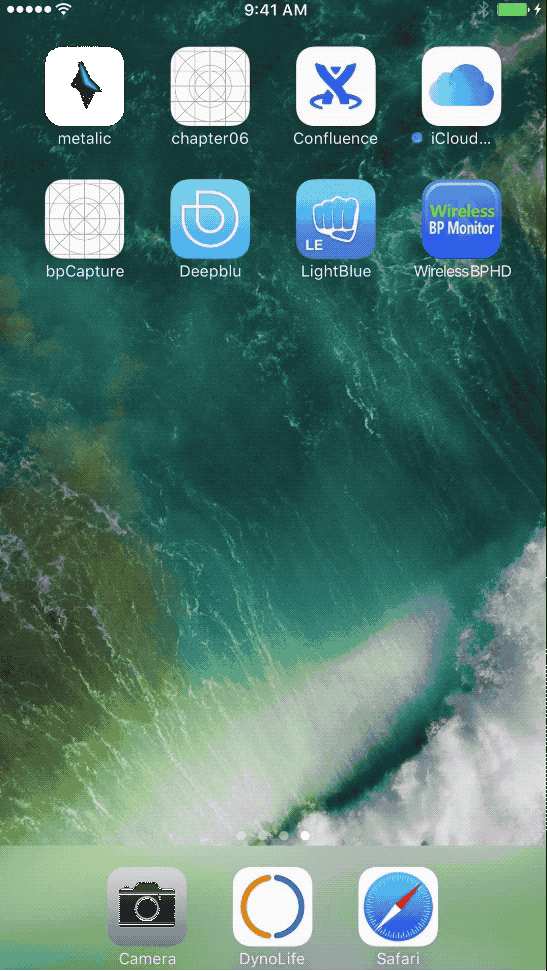 9:41 AM
metalic
chapter06
Confluence
iCloud...
Wireless
BP Monitor
LE
bpCapture
Deepblu
LightBlue
WirelessBPHD
Camera
DynoLife
Safari